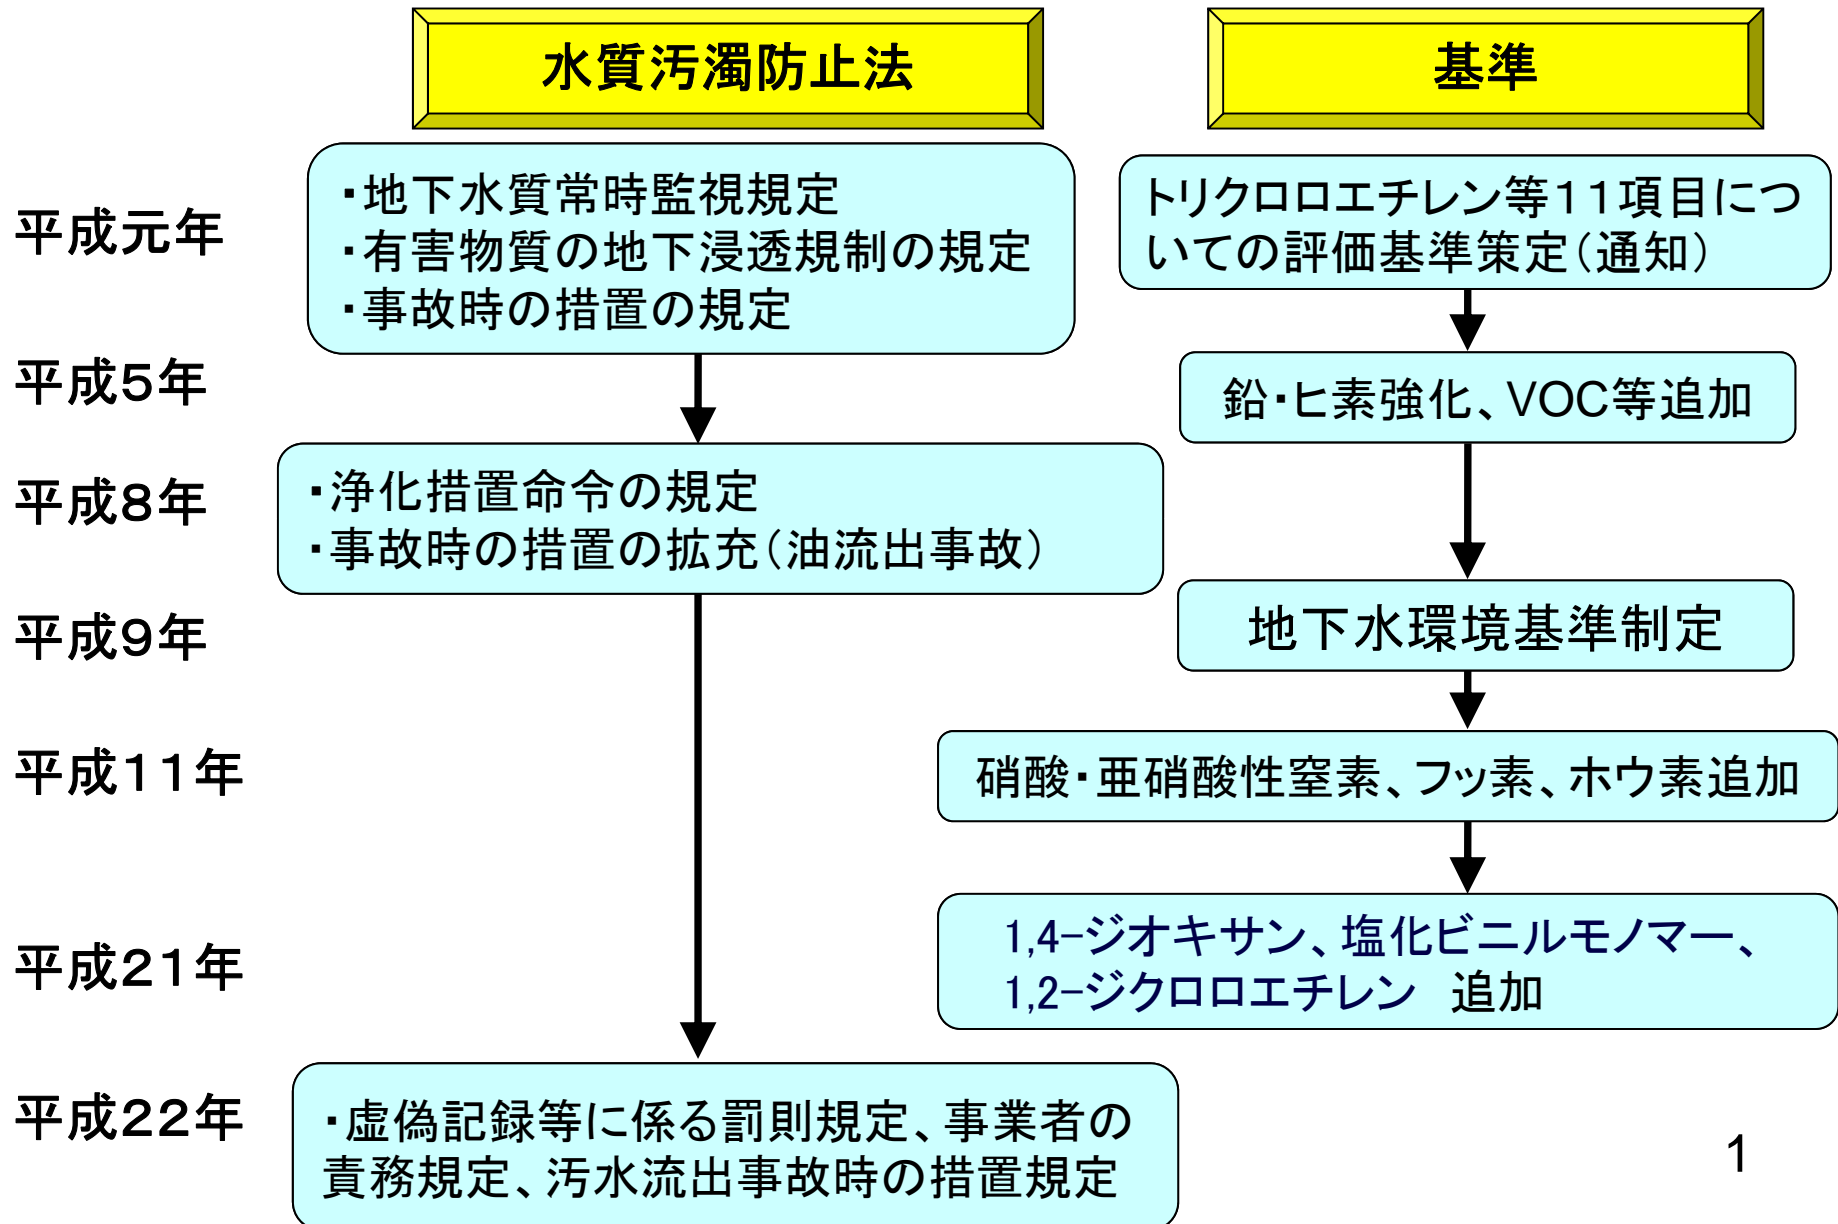 水質汚濁防止法
基準
平成元年
・地下水質常時監視規定
・有害物質の地下浸透規制の規定
・事故時の措置の規定
トリクロロエチレン等11項目につ
いての評価基準策定(通知)
平成5年
鉛・ヒ素強化、VOC等追加
平成8年
・浄化措置命令の規定
・事故時の措置の拡充(油流出事故)
平成9年
地下水環境基準制定
平成11年
硝酸・亜硝酸性窒素、フッ素、ホウ素追加
平成21年
1,4-ジオキサン、塩化ビニルモノマー、
1,2-ジクロロエチレン 追加
平成22年
・虚偽記録等に係る罰則規定、事業者の
責務規定、汚水流出事故時の措置規定
1